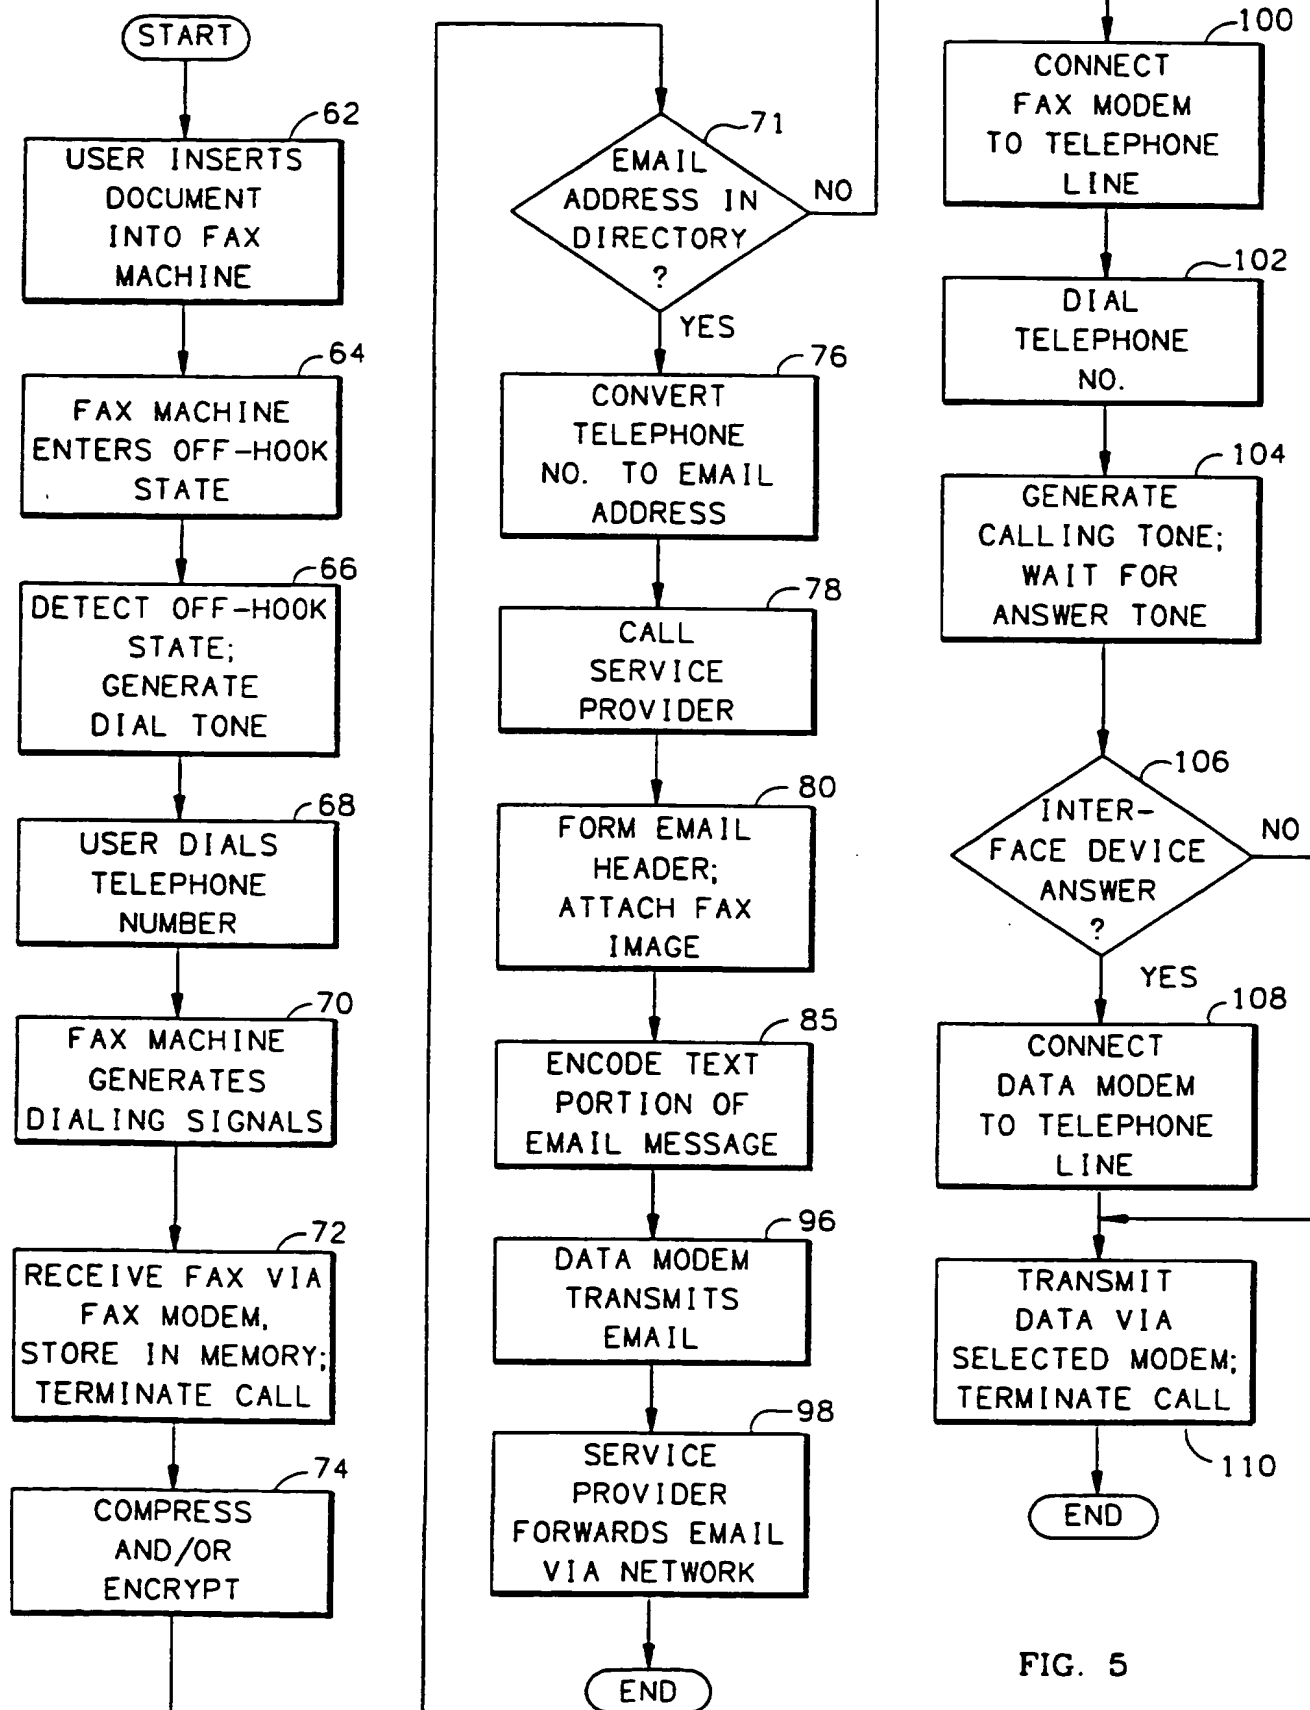 START
62
USER INSERTS
DOCUMENT
INTO FAX
MACHINE
64
FAX MACHINE
ENTERS OFF-HOOK
STATE
66
DETECT OFF-HOOK
STATE;
GENERATE
DIAL TONE
68
USER DIALS
TELEPHONE
NUMBER
70
FAX MACHINE
GENERATES
DIALING SIGNALS
72
RECEIVE FAX VIA
FAX MODEM,
STORE IN MEMORY;
TERMINATE CALL
74
COMPRESS
AND/OR
ENCRYPT
71
EMAIL
ADDRESS IN
DIRECTORY
?
NO
YES
76
CONVERT
TELEPHONE
NO. TO EMAIL
ADDRESS
78
CALL
SERVICE
PROVIDER
80
FORM EMAIL
HEADER;
ATTACH FAX
IMAGE
85
ENCODE TEXT
PORTION OF
EMAIL MESSAGE
96
DATA MODEM
TRANSMITS
EMAIL
98
SERVICE
PROVIDER
FORWARDS EMAIL
VIA NETWORK
END
100
CONNECT
FAX MODEM
TO TELEPHONE
LINE
102
DIAL
TELEPHONE
NO.
104
GENERATE
CALLING TONE;
WAIT FOR
ANSWER TONE
106
INTER-
FACE DEVICE
ANSWER
?
NO
YES
108
CONNECT
DATA MODEM
TO TELEPHONE
LINE
TRANSMIT
DATA VIA
SELECTED MODEM;
TERMINATE CALL
110
END
FIG. 5